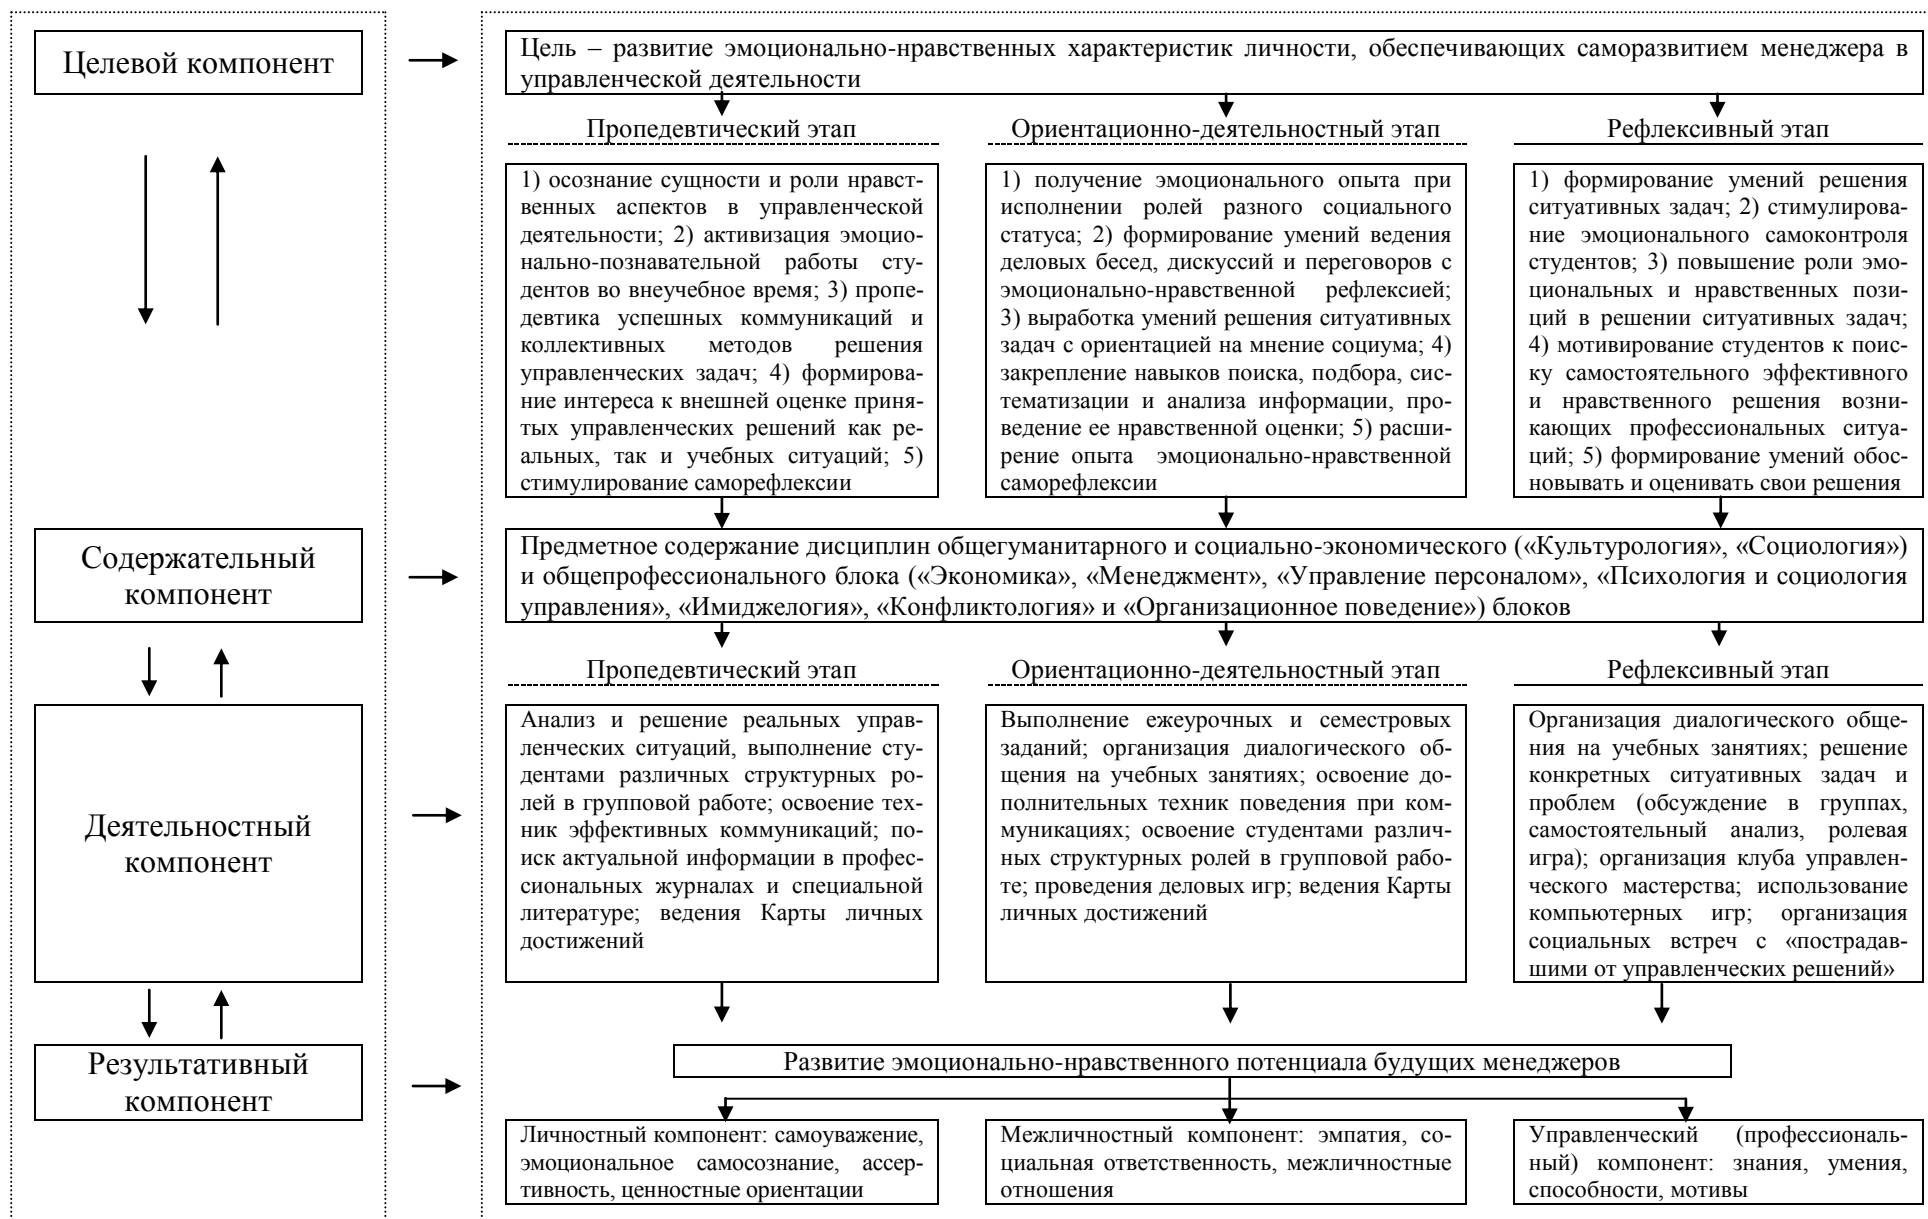 Целевой компонент
Цель – развитие эмоционально-нравственных характеристик личности, обеспечивающих саморазвитием менеджера в
управленческой деятельности
Пропедевтический этап
1) осознание сущности и роли нравст-
венных аспектов в управленческой
деятельности; 2) активизация эмоцио-
нально-познавательной работы сту-
дентов во внеучебное время; 3) пропе-
девтика успешных коммуникаций и
коллективных методов решения
управленческих задач; 4) формирова-
ние интереса к внешней оценке приня-
тых управленческих решений как ре-
альных, так и учебных ситуаций; 5)
стимулирование саморефлексии
Ориентационно-деятельностный этап
1) получение эмоционального опыта при
исполнении ролей разного социального
статуса; 2) формирование умений ведения
деловых бесед, дискуссий и переговоров с
эмоционально-нравственной рефлексией;
3) выработка умений решения ситуативных
задач с ориентацией на мнение социума; 4)
закрепление навыков поиска, подбора, сис-
тематизации и анализа информации, про-
ведение ее нравственной оценки; 5) расши-
рение опыта эмоционально-нравственной
саморефлексии
Рефлексивный этап
1) формирование умений решения
ситуативных задач; 2) стимулирова-
ние эмоционального самоконтроля
студентов; 3) повышение роли эмо-
циональных и нравственных пози-
ций в решении ситуативных задач;
4) мотивирование студентов к поис-
ку самостоятельного эффективного
и нравственного решения возни-
кающих профессиональных ситуа-
ций; 5) формирование умений обос-
новывать и оценивать свои решения
Содержательный
компонент
Предметное содержание дисциплин общегуманитарного и социально-экономического («Культурология», «Социология»)
и общепрофессионального блока («Экономика», «Менеджмент», «Управление персоналом», «Психология и социология
управления», «Имиджелогия», «Конфликтология» и «Организационное поведение») блоков
Деятельностный
компонент
Пропедевтический этап
Анализ и решение реальных управ-
ленческих ситуаций, выполнение сту-
дентами различных структурных ро-
лей в групповой работе; освоение тех-
ник эффективных коммуникаций; по-
иск актуальной информации в профес-
сиональных журналах и специальной
литературе; ведения Карты личных
достижений
Ориентационно-деятельностный этап
Выполнение ежеурочных и семестровых
заданий; организация диалогического об-
щения на учебных занятиях; освоение до-
полнительных техник поведения при ком-
муникациях; освоение студентами различ-
ных структурных ролей в групповой рабо-
те; проведения деловых игр; ведения Карты
личных достижений
Рефлексивный этап
Организация диалогического обще-
ния на учебных занятиях; решение
конкретных ситуативных задач и
проблем (обсуждение в группах,
самостоятельный анализ, ролевая
игра); организация клуба управлен-
ческого мастерства; использование
компьютерных игр; организация
социальных встреч с «пострадав-
шими от управленческих решений»
Результативный
компонент
Развитие эмоционально-нравственного потенциала будущих менеджеров
Личностный компонент: самоуважение,
эмоциональное самосознание, ассер-
тивность, ценностные ориентации
Межличностный компонент: эмпатия, со-
циальная ответственность, межличностные
отношения
Управленческий (профессиональ-
ный) компонент: знания, умения,
способности, мотивы